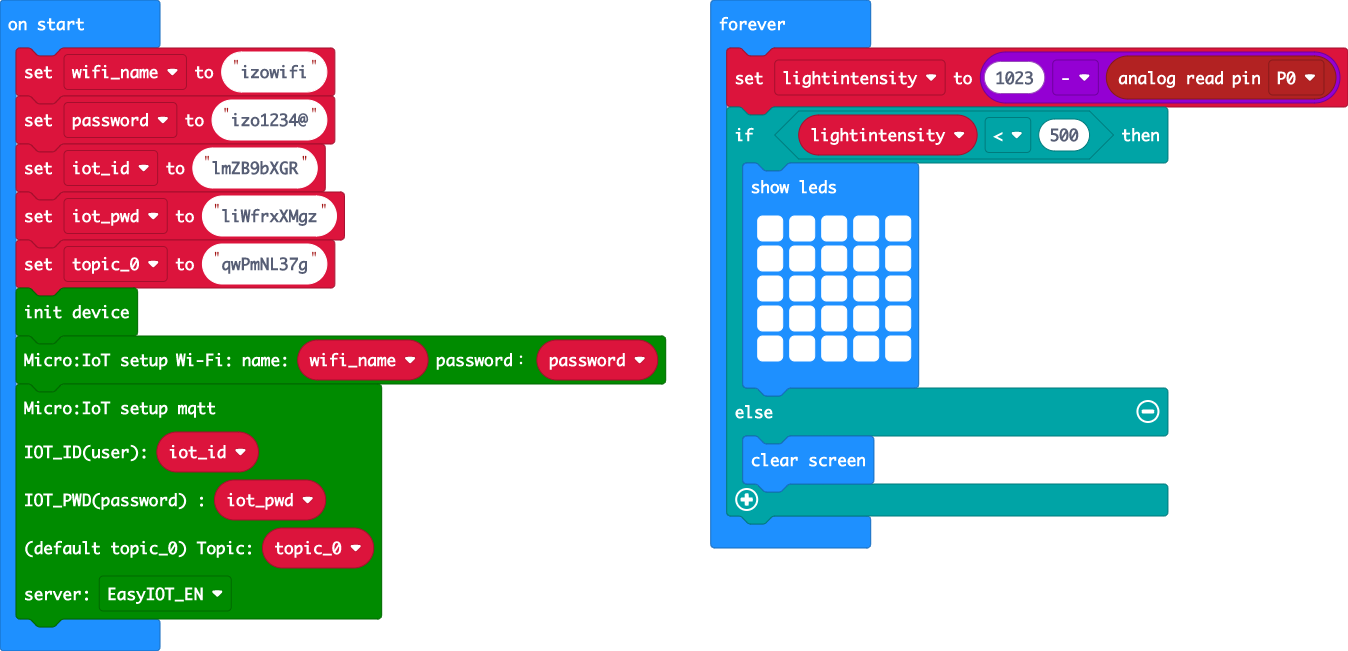 on start
set wifi_name to "izowifi"
set password to "izo1234@"
set iot_id to "lmZB9bXGR"
set iot_pwd to "liWfrxXMgz"
set topic_0 to "qwPmNL37g"
init device
Micro:IoT setup Wi-Fi: name: wifi_name password: password
Micro:IoT setup mqtt
IOT_ID(user): iot_id
IOT_PWD(password) : iot_pwd
(default topic_0) Topic: topic_0
server: EasyIOT_EN
forever
set lightintensity to 1023 - analog read pin P0
if lightintensity < 500 then
show leds
else
clear screen